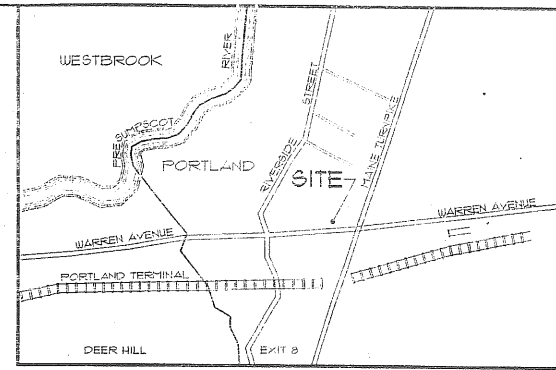 WESTBROOK
RIVER
PRESUMPSCOT
PORTLAND
RIVERSIDE STREET
MAINE TURNPIKE
SITE
WARREN AVENUE
WARREN AVENUE
PORTLAND TERMINAL
DEER HILL
EXIT 8